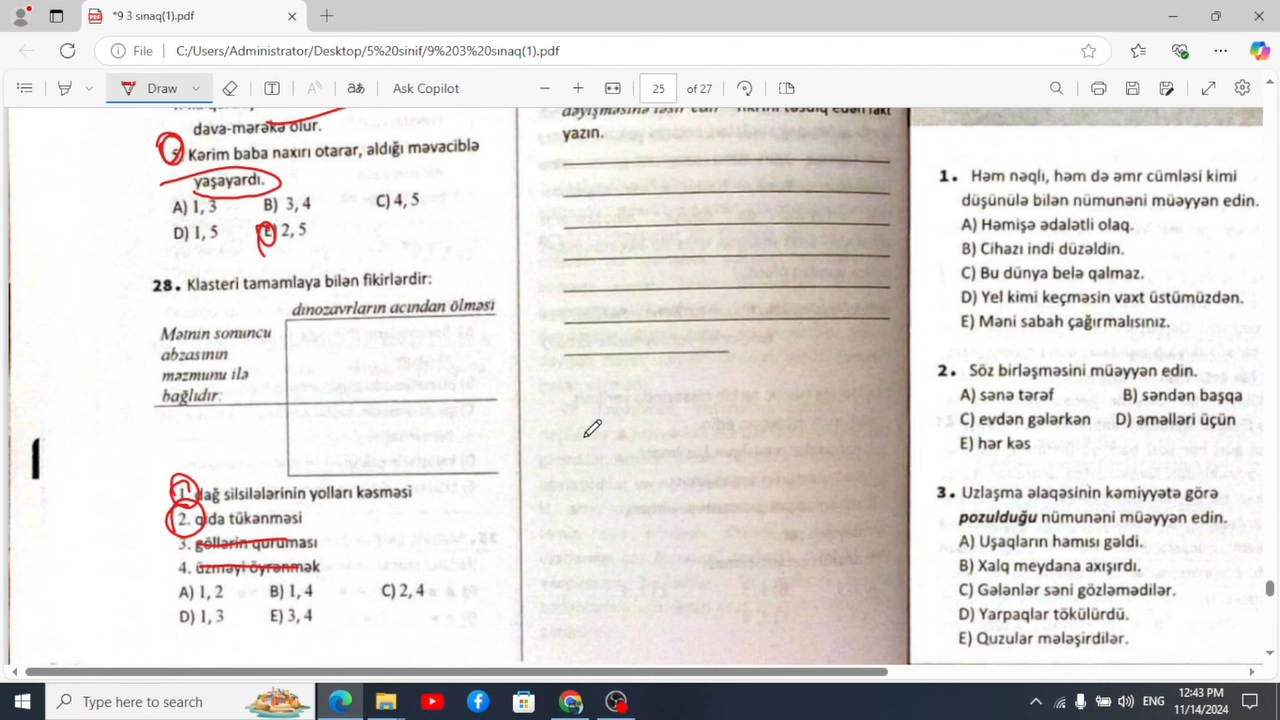 *9 3 sınaq(1).pdf
File
C:/Users/Administrator/Desktop/5%20sinif/9%203%20sınaq(1).pdf
Draw
Ask Copilot
25
of 27
dava-mərəkə olur.
5. Kərim baba naxırı otarar, aldığı məvaciblə
yaşayardı.
A) 1, 3 B) 3, 4 C) 4, 5
D) 1, 5 E) 2, 5
28. Klasteri tamamlaya bilən fikirlərdir:
dinozavrların acından ölməsi
Mətnin sonuncu
abzasının
məzmunu ilə
bağlıdır:
1. dağ silsilələrinin yolları kəsməsi
2. qida tükənməsi
3. göllərin quruması
4. üzməyi öyrənmək
A) 1, 2 B) 1, 4 C) 2, 4
D) 1, 3 E) 3, 4
dəyişməsinə təsir edir" fikrini təsdiq edən fakt
yazın.
1. Həm nəqli, həm də əmr cümləsi kimi
düşünülə bilən nümunəni müəyyən edin.
A) Həmişə ədalətli olaq.
B) Cihazı indi düzəldin.
C) Bu dünya belə qalmaz.
D) Yel kimi keçməsin vaxt üstümüzdən.
E) Məni sabah çağırmalısınız.
2. Söz birləşməsini müəyyən edin.
A) sənə tərəf B) səndən başqa
C) evdən gələrkən D) əməlləri üçün
E) hər kəs
3. Uzlaşma əlaqəsinin kəmiyyətə görə
pozulduğu nümunəni müəyyən edin.
A) Uşaqların hamısı gəldi.
B) Xalq meydana axışırdı.
C) Gələnlər səni gözləmədilər.
D) Yarpaqlar tökülürdü.
E) Quzular mələşirdilər.
Type here to search
ENG
12:43 PM
11/14/2024